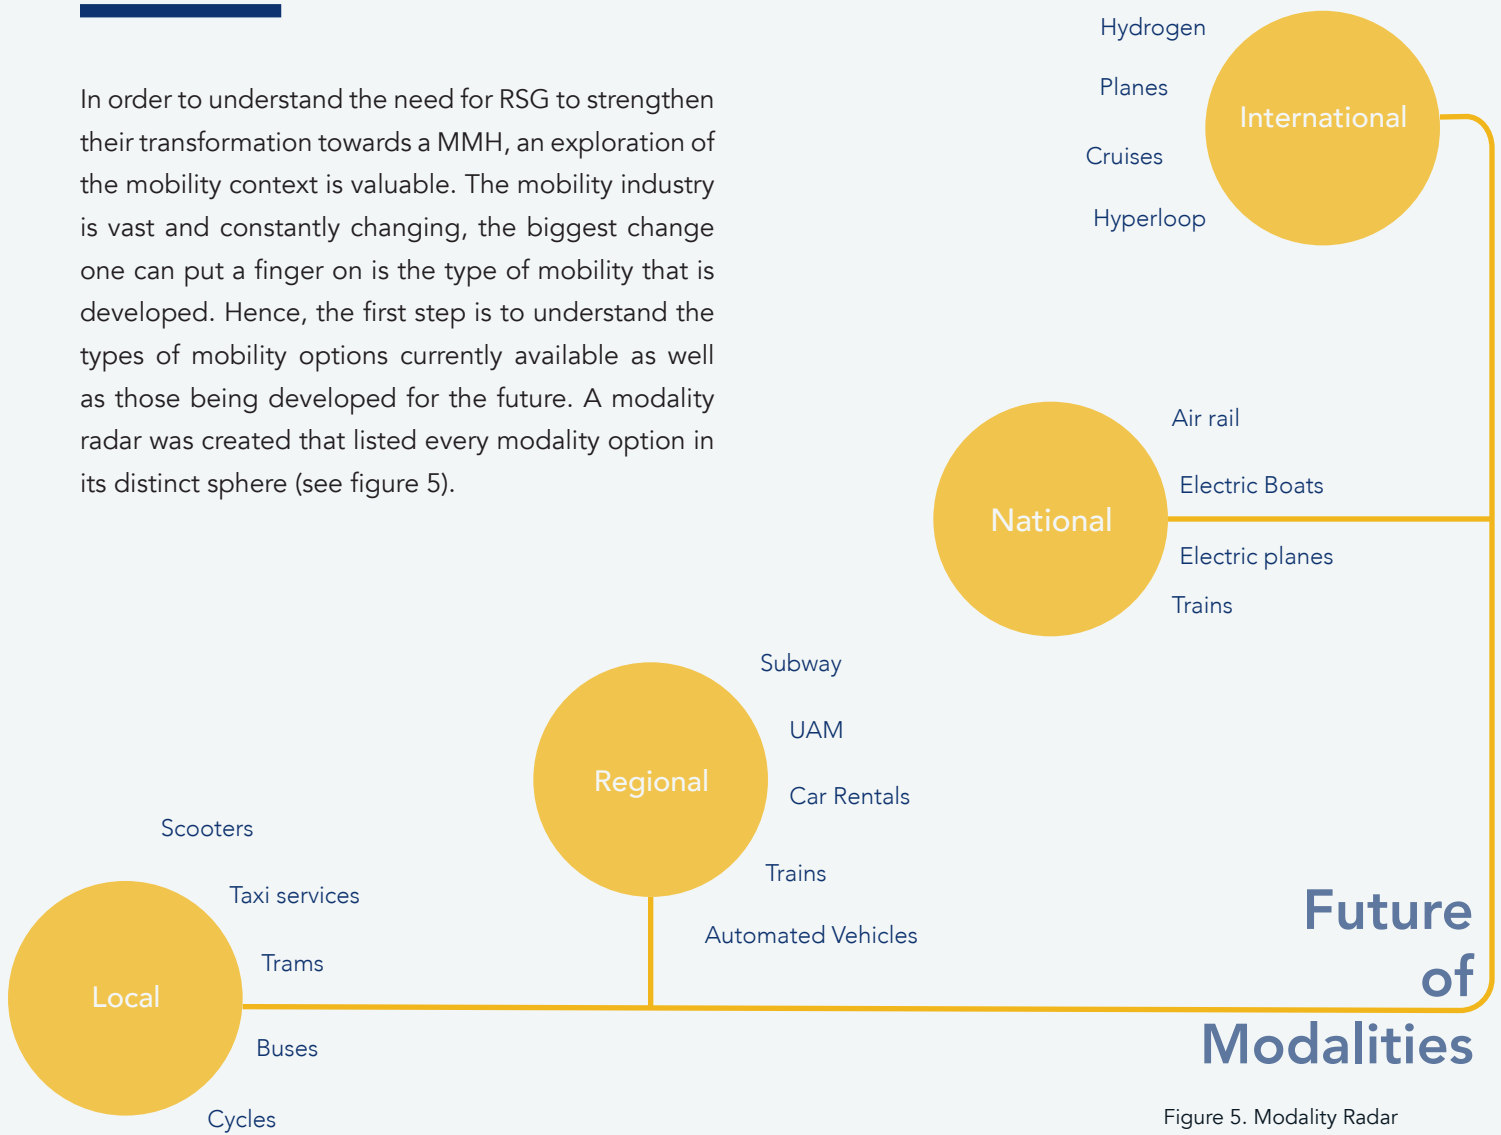 In order to understand the need for RSG to strengthen
their transformation towards a MMH, an exploration of
the mobility context is valuable. The mobility industry
is vast and constantly changing, the biggest change
one can put a finger on is the type of mobility that is
developed. Hence, the first step is to understand the
types of mobility options currently available as well
as those being developed for the future. A modality
radar was created that listed every modality option in
its distinct sphere (see figure 5).
International
Hydrogen
Planes
Cruises
Hyperloop
National
Air rail
Electric Boats
Electric planes
Trains
Regional
Subway
UAM
Car Rentals
Trains
Automated Vehicles
Local
Scooters
Taxi services
Trams
Buses
Cycles
Future
of
Modalities
Figure 5. Modality Radar